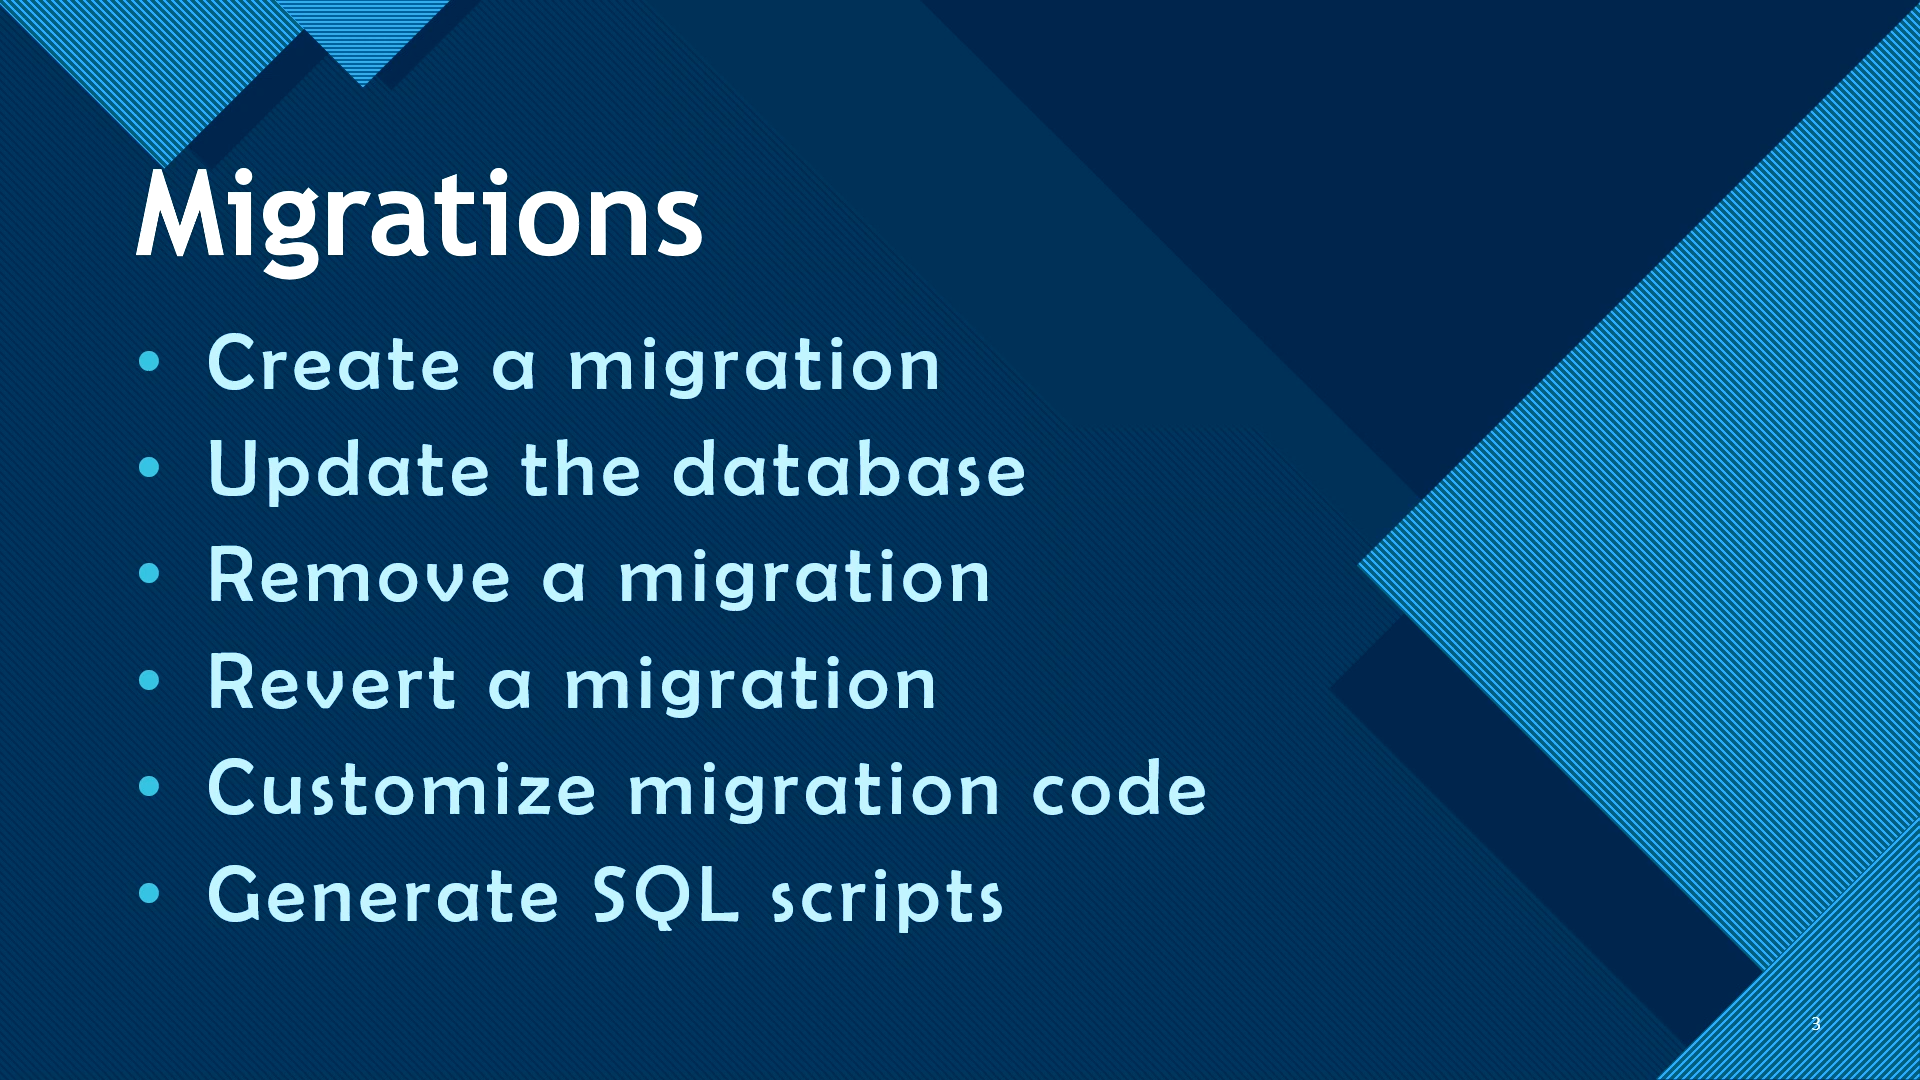 Migrations
• Create a migration
• Update the database
• Remove a migration
• Revert a migration
• Customize migration code
• Generate SQL scripts
3